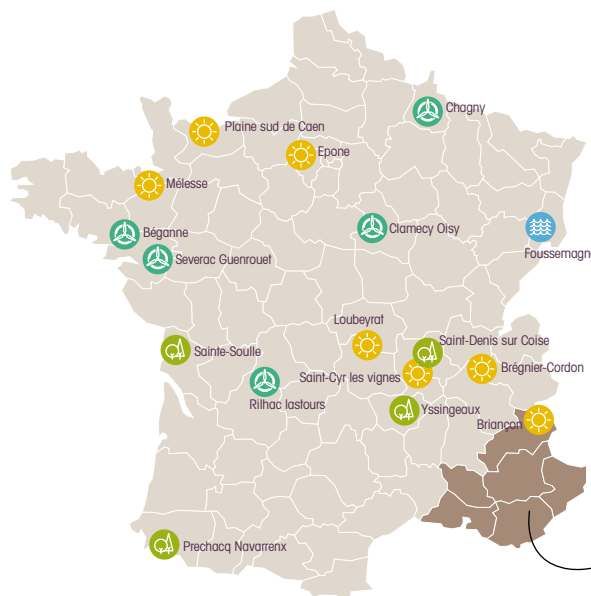 Chagny
Plaine sud de Caen
Epone
Mélesse
Béganne
Clamecy Oisy
Severac Guenrouet
Foussemagne
Loubeyrat
Saint-Denis sur Coise
Sainte-Soulle
Brégnier-Cordon
Saint-Cyr les vignes
Rilhac lastours
Yssingeaux
Briançon
Prechacq Navarrenx